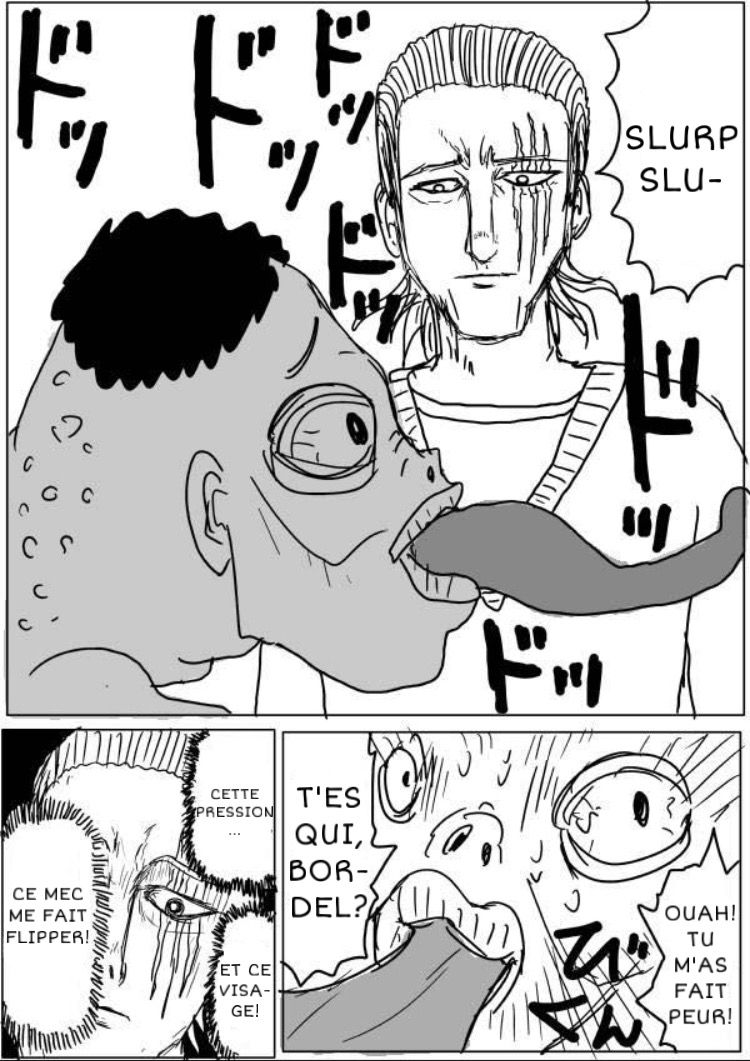 ドドドッ
ドッ
ドドッ
ドッ
ドッ
ドッ
SLURP
SLU-
OUAH!
TU
M'AS
FAIT
PEUR!
びくん
T'ES
QUI,
BOR-
DEL?
CETTE
PRESSION
...
ET CE
VISA-
GE!
CE MEC
ME FAIT
FLIPPER!